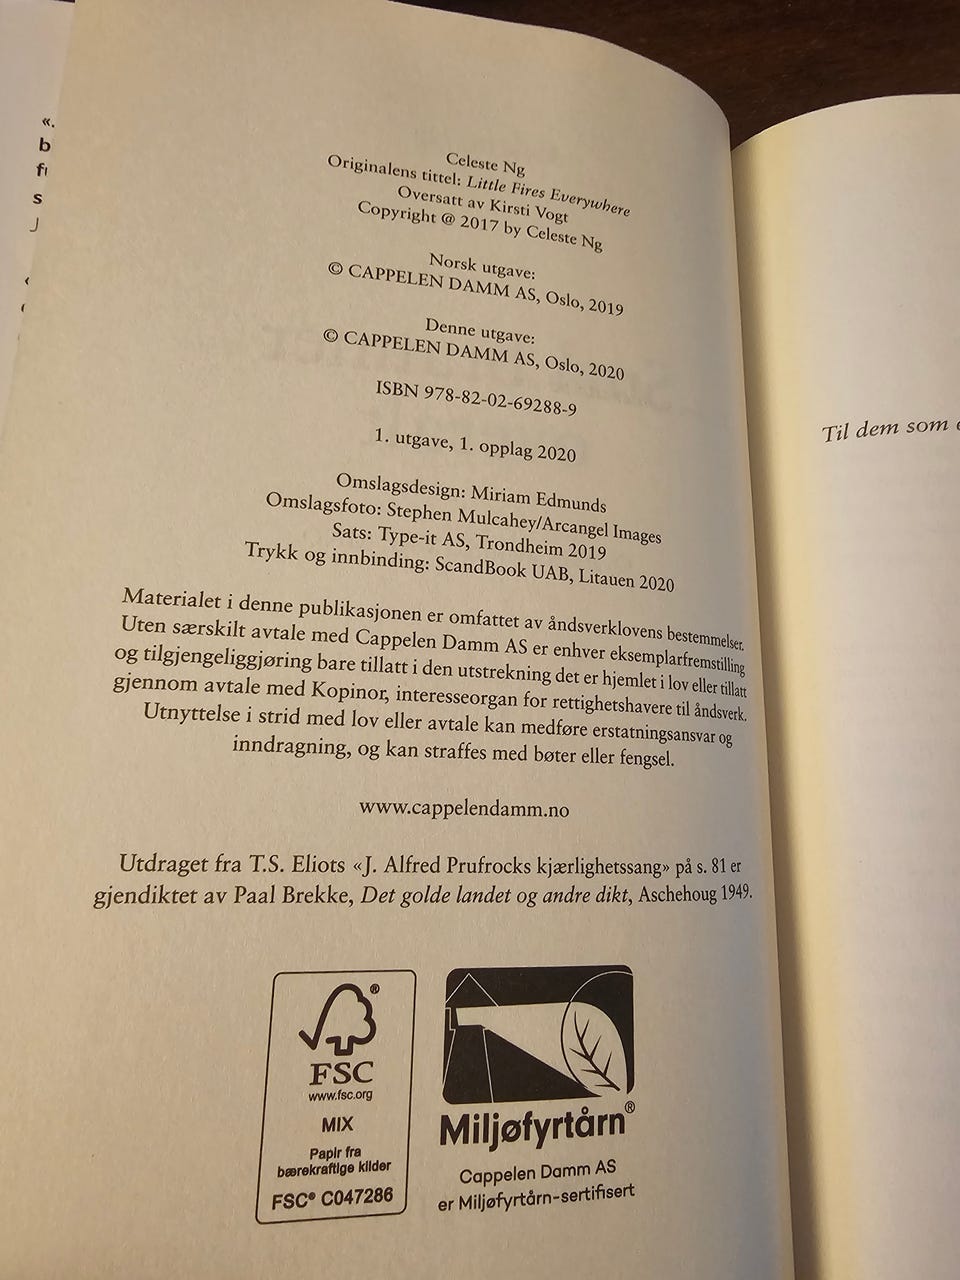 «.
b
s
J
Celeste Ng
Originalens tittel: Little Fires Everywhere
Oversatt av Kirsti Vogt
Copyright @ 2017 by Celeste Ng
Norsk utgave:
© CAPPELEN DAMM AS, Oslo, 2019
Denne utgave:
© CAPPELEN DAMM AS, Oslo, 2020
ISBN 978-82-02-69288-9
1. utgave, 1. opplag 2020
Omslagsdesign: Miriam Edmunds
Omslagsfoto: Stephen Mulcahey/Arcangel Images
Sats: Type-it AS, Trondheim 2019
Trykk og innbinding: ScandBook UAB, Litauen 2020
Materialet i denne publikasjonen er omfattet av åndsverklovens bestemmelser.
Uten særskilt avtale med Cappelen Damm AS er enhver eksemplarfremstilling
og tilgjengeliggjøring bare tillatt i den utstrekning det er hjemlet i lov eller tillatt
gjennom avtale med Kopinor, interesseorgan for rettighetshavere til åndsverk.
Utnyttelse i strid med lov eller avtale kan medføre erstatningsansvar og
inndragning, og kan straffes med bøter eller fengsel.
www.cappelendamm.no
Utdraget fra T.S. Eliots «J. Alfred Prufrocks kjærlighetssang» på s. 81 er
gjendiktet av Paal Brekke, Det golde landet og andre dikt, Aschehoug 1949.
®
FSC
www.fsc.org
MIX
Papir fra
bærekraftige kilder
FSC® C047286
Miljøfyrtårn®
Cappelen Damm AS
er Miljøfyrtårn-sertifisert
Til dem som